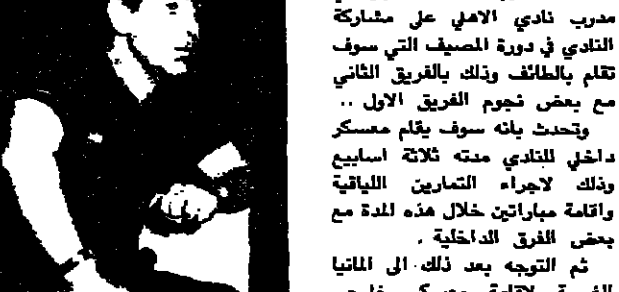 مدرب نادي الاهلي على مشاركة
النادي في دورة المصيف التي سوف
تقام بالطائف وذلك بالفريق الثاني
مع بعض نجوم الفريق الاول ..
وتحدث بانه سوف يقام معسكر
داخلي للنادي مدته ثلاثة اسابيع
وذلك لاجراء التمارين اللياقية
واقامة مباراتين خلال هذه المدة مع
بعض الفرق الداخلية .
ثم التوجه بعد ذلك الى المانيا